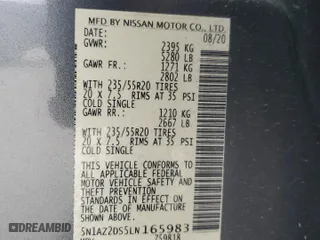 MFD BY NISSAN MOTOR CO., LTD.
DATE: 08/20
GVWR: 2395 KG
5280 LB
GAWR FR.: 1271 KG
2802 LB
WITH 235/55R20 TIRES
20 X 7.5 RIMS AT 35 PSI
COLD SINGLE
GAWR RR.: 1210 KG
2667 LB
WITH 235/55R20 TIRES
20 X 7.5 RIMS AT 35 PSI
COLD SINGLE
THIS VEHICLE CONFORMS TO
ALL APPLICABLE FEDERAL
MOTOR VEHICLE SAFETY
AND THEFT PREVENTION
STANDARDS IN EFFECT ON
THE DATE OF MANUFACTURE
SHOWN ABOVE.
5N1AZ2DS5LN165983
759818